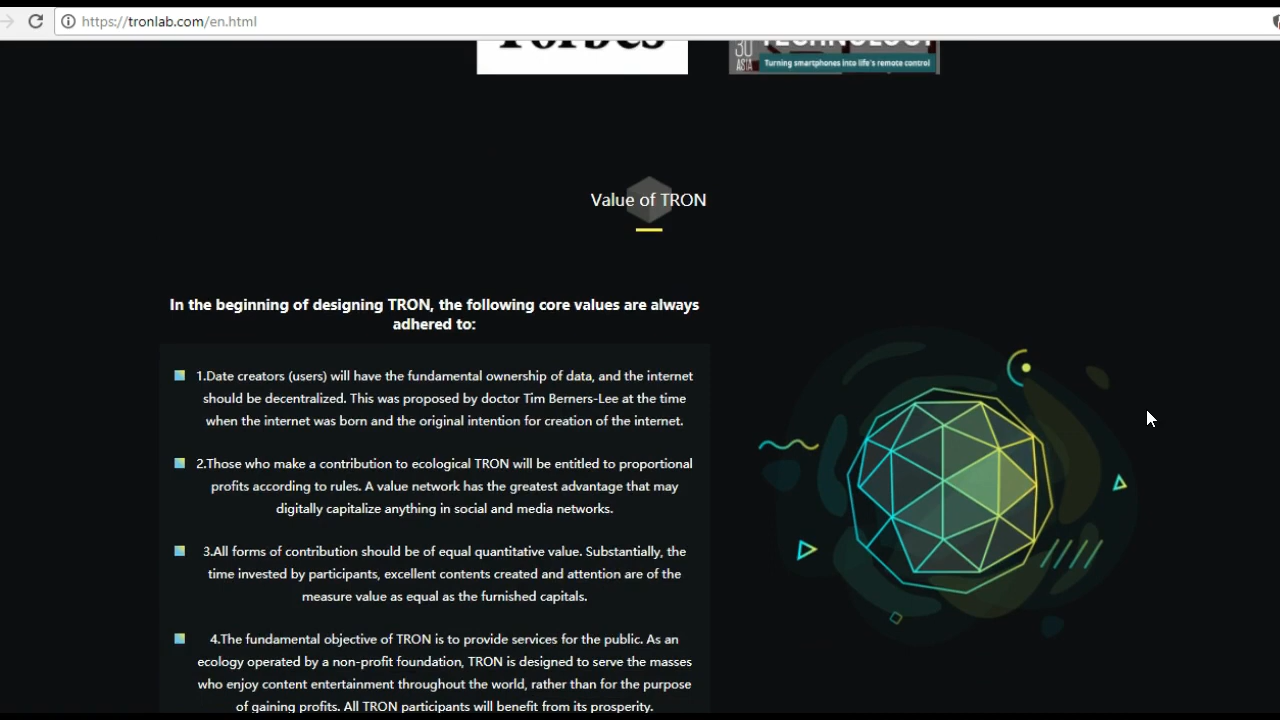 https://tronlab.com/en.html
Forbes
30 TECHNOLOGY
ASIA Turning smartphones into life's remote control
Value of TRON
In the beginning of designing TRON, the following core values are always
adhered to:
1.Date creators (users) will have the fundamental ownership of data, and the internet
should be decentralized. This was proposed by doctor Tim Berners-Lee at the time
when the internet was born and the original intention for creation of the internet.
2.Those who make a contribution to ecological TRON will be entitled to proportional
profits according to rules. A value network has the greatest advantage that may
digitally capitalize anything in social and media networks.
3.All forms of contribution should be of equal quantitative value. Substantially, the
time invested by participants, excellent contents created and attention are of the
measure value as equal as the furnished capitals.
4.The fundamental objective of TRON is to provide services for the public. As an
ecology operated by a non-profit foundation, TRON is designed to serve the masses
who enjoy content entertainment throughout the world, rather than for the purpose
of gaining profits. All TRON participants will benefit from its prosperity.